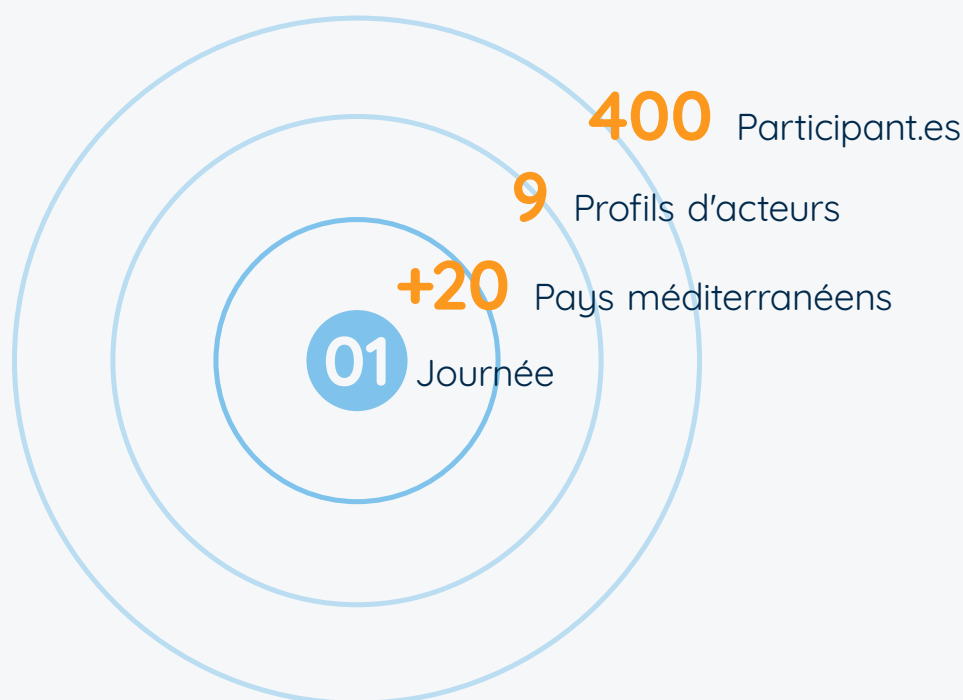 400 Participant.es
9 Profils d'acteurs
+20 Pays méditerranéens
01 Journée